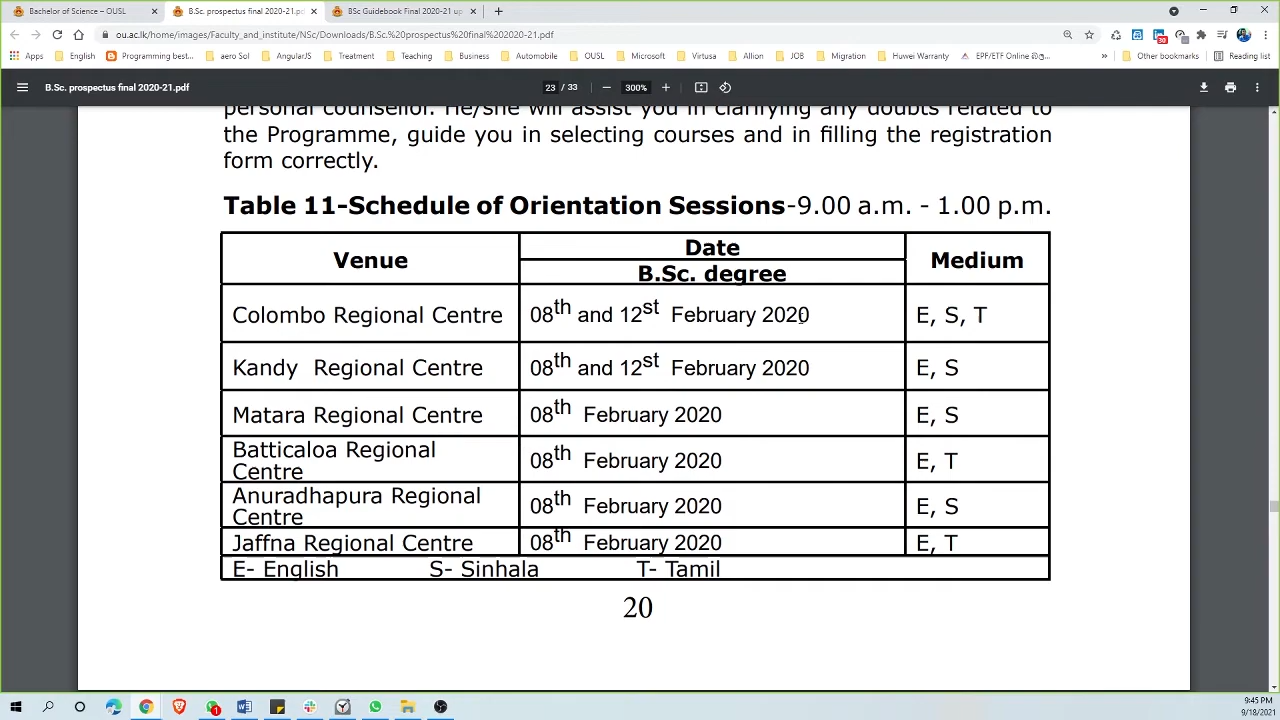 Bachelor of Science – OUSL
B.Sc. prospectus final 2020-21.pd
BSc Guidebook Final 2020-21 up
ou.ac.lk/home/images/Faculty_and_institute/NSc/Downloads/B.Sc.%20prospectus%20final%202020-21.pdf
Apps English Programming best... aero Sol AngularJS Treatment Teaching Business Automobile OUSL Microsoft Virtusa Allion JOB Migration Huwei Warranty EPF/ETF Online Other bookmarks Reading list
B.Sc. prospectus final 2020-21.pdf 23 / 33 300%
personal counsellor. He/she will assist you in clarifying any doubts related to
the Programme, guide you in selecting courses and in filling the registration
form correctly.
Table 11-Schedule of Orientation Sessions-9.00 a.m. - 1.00 p.m.
Venue Date Medium
B.Sc. degree
Colombo Regional Centre 08th and 12st February 2020 E, S, T
Kandy Regional Centre 08th and 12st February 2020 E, S
Matara Regional Centre 08th February 2020 E, S
Batticaloa Regional
Centre 08th February 2020 E, T
Anuradhapura Regional
Centre 08th February 2020 E, S
Jaffna Regional Centre 08th February 2020 E, T
E- English S- Sinhala T- Tamil
20
9:45 PM
9/18/2021